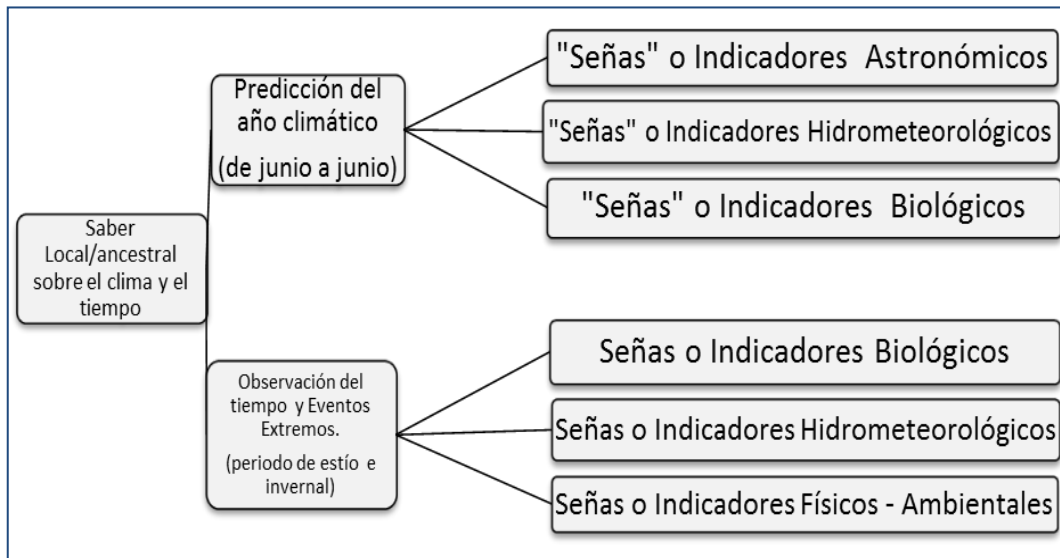 Saber
Local/ancestral
sobre el clima y el
tiempo
Predicción del
año climático
(de junio a junio)
"Señas" o Indicadores Astronómicos
"Señas" o Indicadores Hidrometeorológicos
"Señas" o Indicadores Biológicos
Observación del
tiempo y Eventos
Extremos.
(periodo de estío e
invernal)
Señas o Indicadores Biológicos
Señas o Indicadores Hidrometeorológicos
Señas o Indicadores Físicos - Ambientales